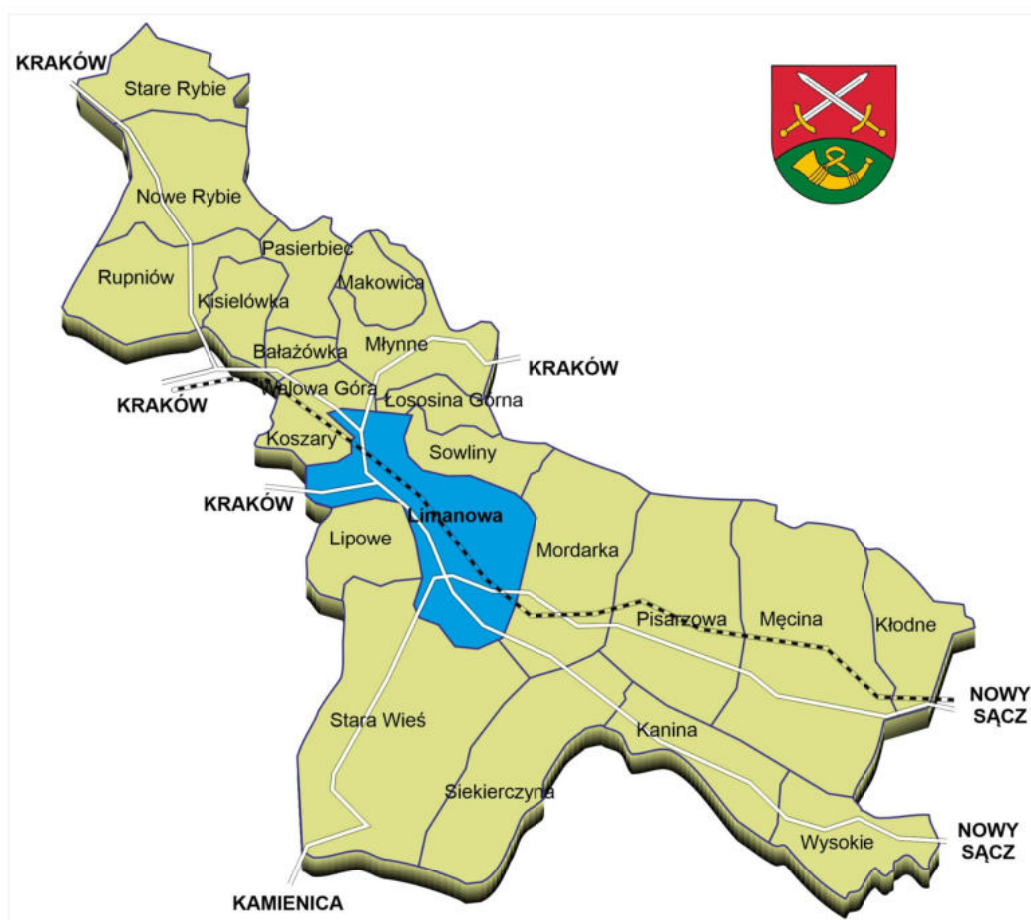 KRAKÓW
Stare Rybie
Nowe Rybie
Pasierbiec
Rupniów
Makowica
Kisielówka
Młynne
Bałażówka
KRAKÓW
Walowa Góra
KRAKÓW
Łososina Górna
Koszary
Sowliny
KRAKÓW
Limanowa
Lipowe
Mordarka
Pisarzowa
Męcina
Kłodne
NOWY
SĄCZ
Stara Wieś
Kanina
Siekierczyna
Wysokie
NOWY
SĄCZ
KAMIENICA